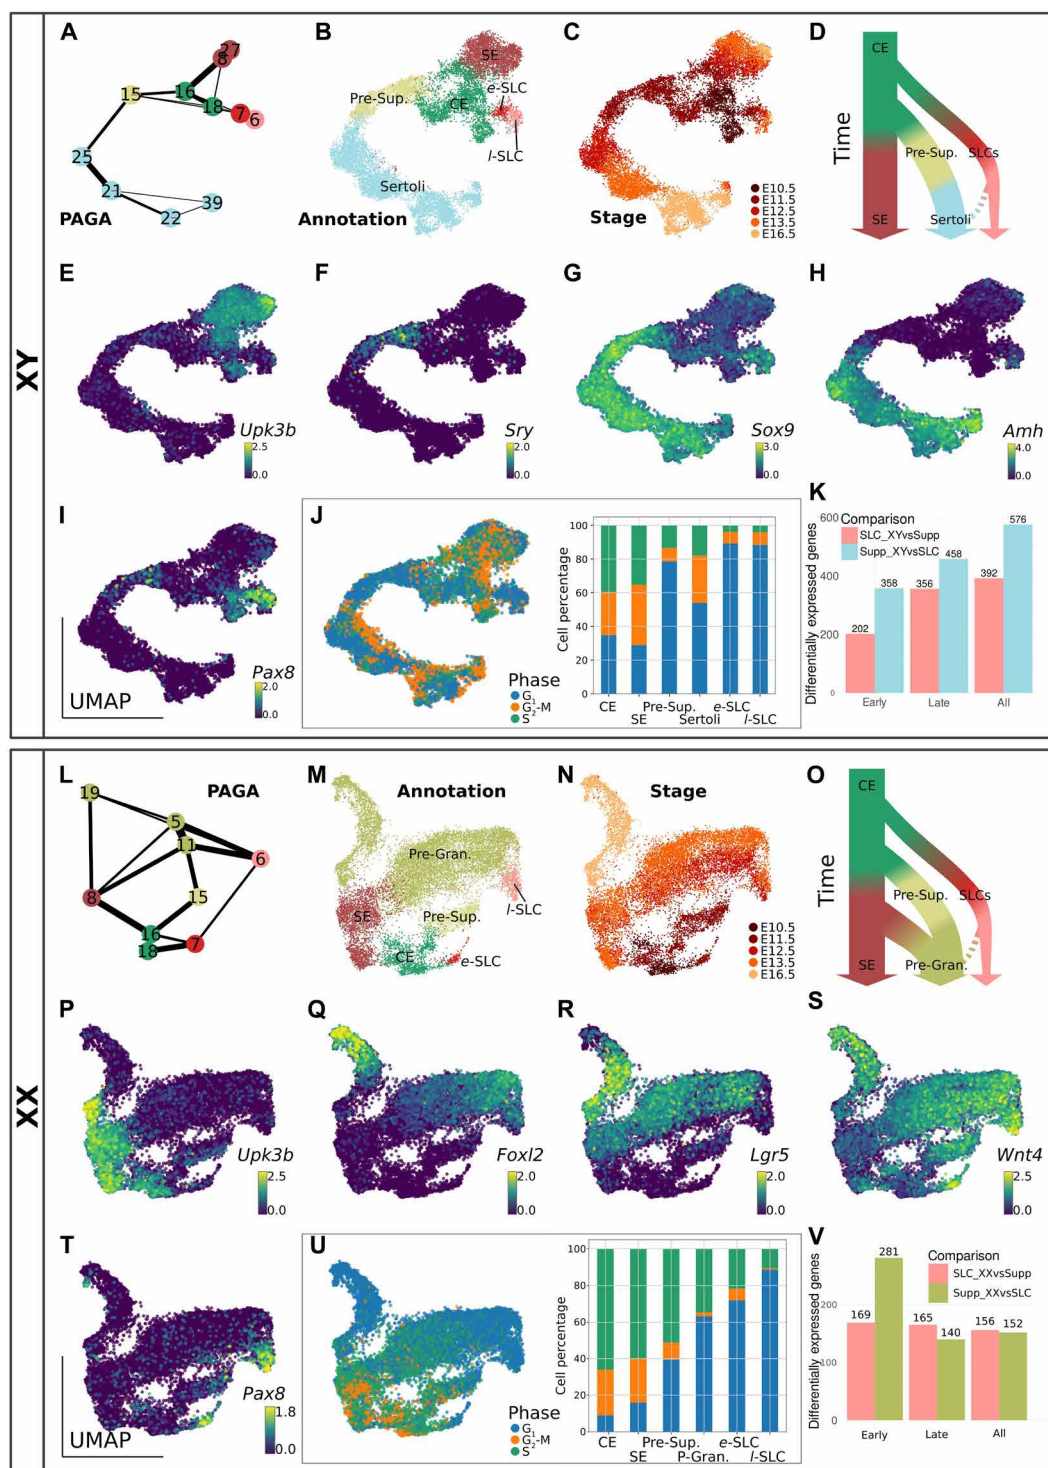 XY
A
27
8
16
15
18
7
6
25
21
39
22
PAGA
B
SE
e-SLC
Pre-Sup.
CE
l-SLC
Sertoli
Annotation
C
Stage
E10.5
E11.5
E12.5
E13.5
E16.5
D
CE
Time
Pre-Sup.
SLCs
SE
Sertoli
E
Upk3b
2.5
0.0
F
Sry
2.0
0.0
G
Sox9
3.0
0.0
H
Amh
4.0
0.0
I
Pax8
2.0
0.0
UMAP
J
Phase
G1
G2-M
S
Cell percentage
100
80
60
40
20
0
CE
SE
Pre-Sup.
Sertoli
e-SLC
l-SLC
K
Differentially expressed genes
600
400
200
0
Comparison
SLC_XYvsSupp
Supp_XYvsSLC
202
358
356
458
392
576
Early
Late
All
XX
L
PAGA
19
5
11
6
8
15
16
18
7
M
Annotation
Pre-Gran.
SE
Pre-Sup.
l-SLC
CE
e-SLC
N
Stage
E10.5
E11.5
E12.5
E13.5
E16.5
O
CE
Time
Pre-Sup.
SLCs
SE
Pre-Gran.
P
Upk3b
2.5
0.0
Q
Foxl2
2.0
0.0
R
Lgr5
2.0
0.0
S
Wnt4
2.5
0.0
T
Pax8
1.8
0.0
UMAP
U
Phase
G1
G2-M
S
Cell percentage
100
80
60
40
20
0
CE
SE
Pre-Sup.
P-Gran.
e-SLC
l-SLC
V
Differentially expressed genes
200
100
0
Comparison
SLC_XXvsSupp
Supp_XXvsSLC
169
281
165
140
156
152
Early
Late
All